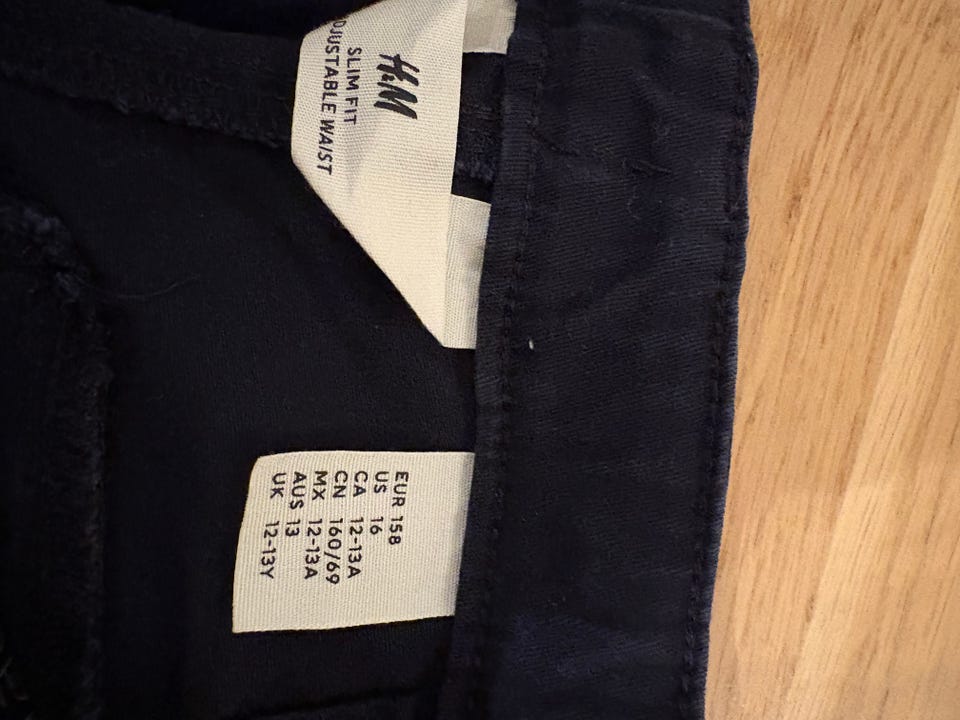 H&M
SLIM FIT
DJUSTABLE WAIST
EUR 158
US 16
CA 12-13A
CN 160/69
MX 12-13A
AUS 13
UK 12-13Y